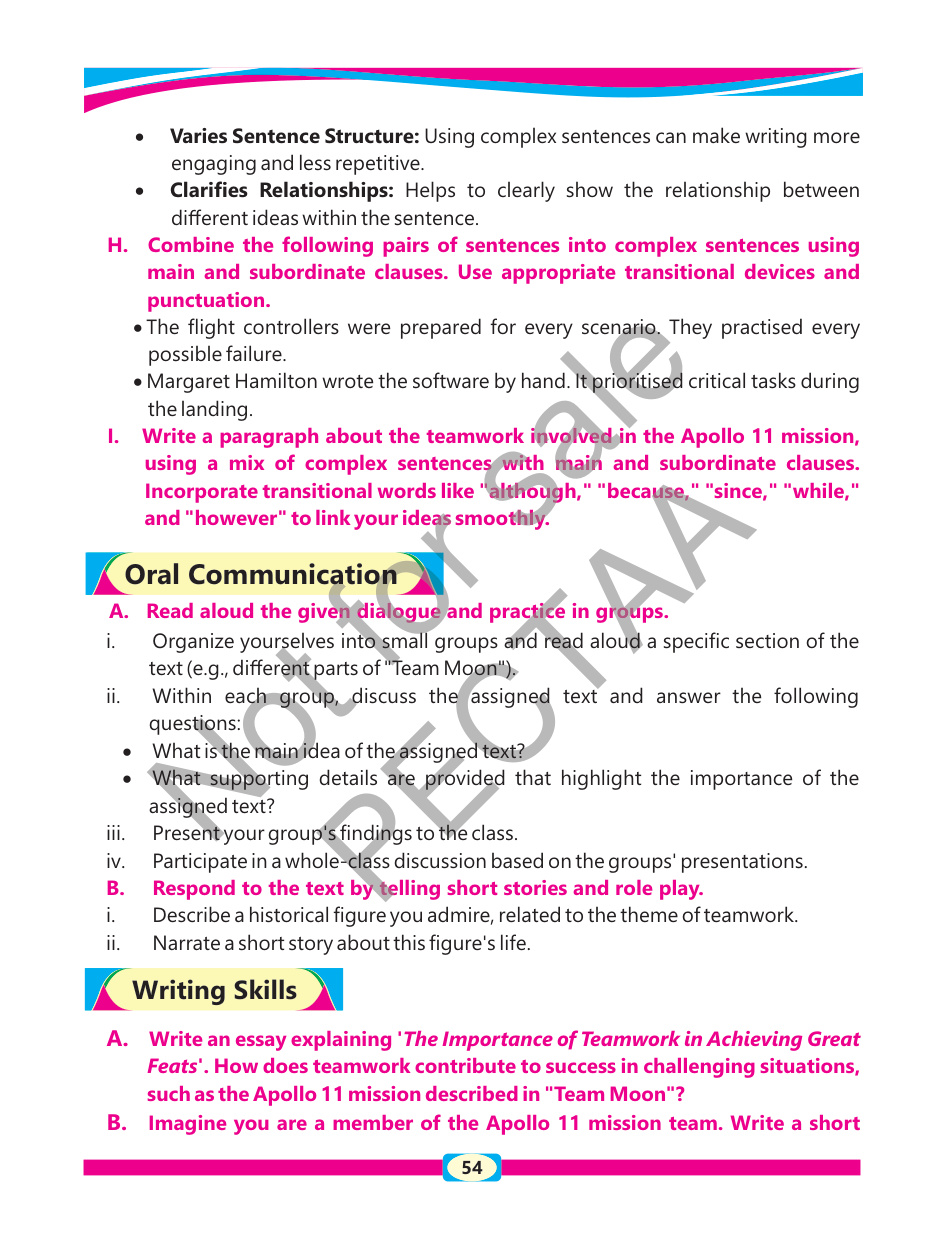 • Varies Sentence Structure: Using complex sentences can make writing more
engaging and less repetitive.
• Clarifies Relationships: Helps to clearly show the relationship between
different ideas within the sentence.
H. Combine the following pairs of sentences into complex sentences using
main and subordinate clauses. Use appropriate transitional devices and
punctuation.
• The flight controllers were prepared for every scenario. They practised every
possible failure.
• Margaret Hamilton wrote the software by hand. It prioritised critical tasks during
the landing.
I. Write a paragraph about the teamwork involved in the Apollo 11 mission,
using a mix of complex sentences with main and subordinate clauses.
Incorporate transitional words like "although," "because," "since," "while,"
and "however" to link your ideas smoothly.
Oral Communication
A. Read aloud the given dialogue and practice in groups.
i. Organize yourselves into small groups and read aloud a specific section of the
text (e.g., different parts of "Team Moon").
ii. Within each group, discuss the assigned text and answer the following
questions:
• What is the main idea of the assigned text?
• What supporting details are provided that highlight the importance of the
assigned text?
iii. Present your group's findings to the class.
iv. Participate in a whole-class discussion based on the groups' presentations.
B. Respond to the text by telling short stories and role play.
i. Describe a historical figure you admire, related to the theme of teamwork.
ii. Narrate a short story about this figure's life.
Writing Skills
A. Write an essay explaining 'The Importance of Teamwork in Achieving Great
Feats'. How does teamwork contribute to success in challenging situations,
such as the Apollo 11 mission described in "Team Moon"?
B. Imagine you are a member of the Apollo 11 mission team. Write a short
54
Not for sale
PECTAA